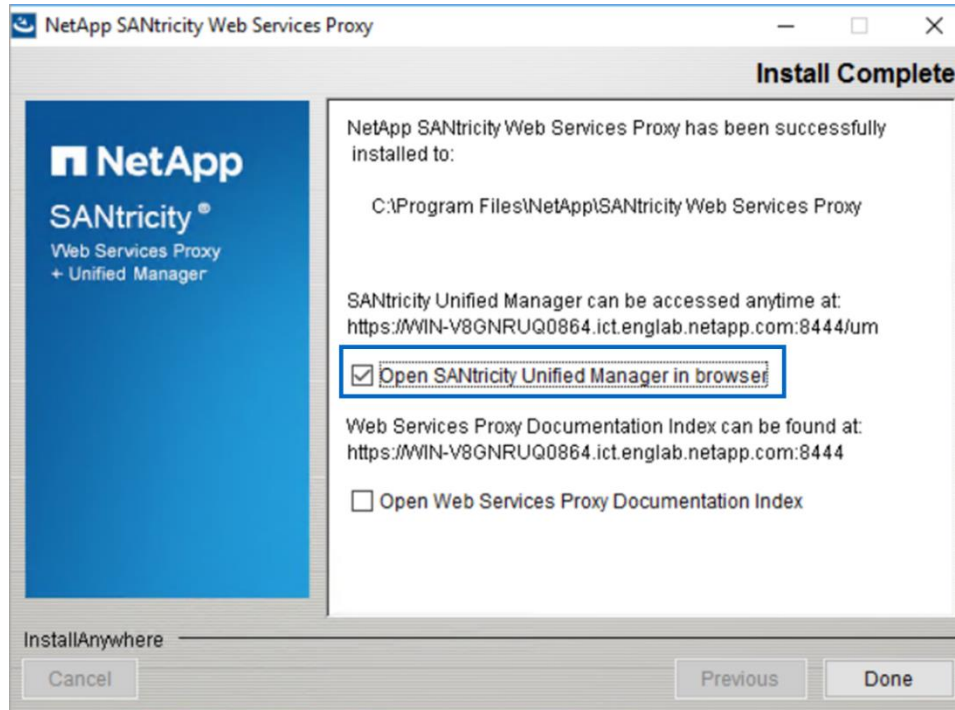 NetApp SANtricity Web Services Proxy
Install Complete
NetApp
SANtricity ®
Web Services Proxy
+ Unified Manager
NetApp SANtricity Web Services Proxy has been successfully
installed to:
C:\Program Files\NetApp\SANtricity Web Services Proxy
SANtricity Unified Manager can be accessed anytime at:
https://WIN-V8GNRUQ0864.ict.englab.netapp.com:8444/um
Open SANtricity Unified Manager in browser
Web Services Proxy Documentation Index can be found at:
https://WIN-V8GNRUQ0864.ict.englab.netapp.com:8444
Open Web Services Proxy Documentation Index
InstallAnywhere
Cancel
Previous
Done